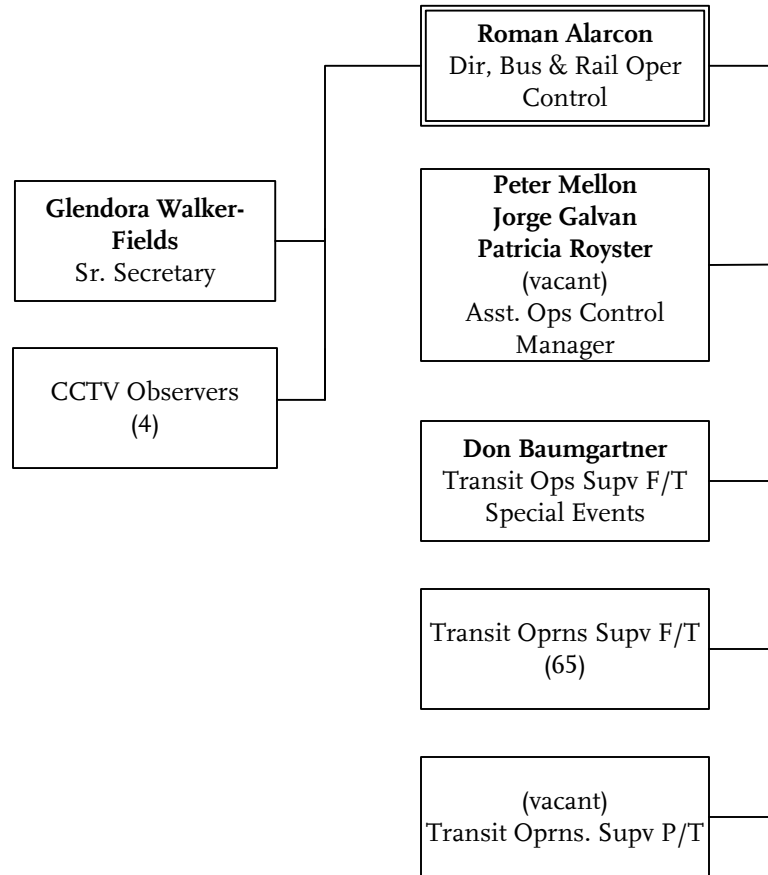 Roman Alarcon
Dir, Bus & Rail Oper
Control
Glendora Walker-
Fields
Sr. Secretary
CCTV Observers
(4)
Peter Mellon
Jorge Galvan
Patricia Royster
(vacant)
Asst. Ops Control
Manager
Don Baumgartner
Transit Ops Supv F/T
Special Events
Transit Oprns Supv F/T
(65)
(vacant)
Transit Oprns. Supv P/T